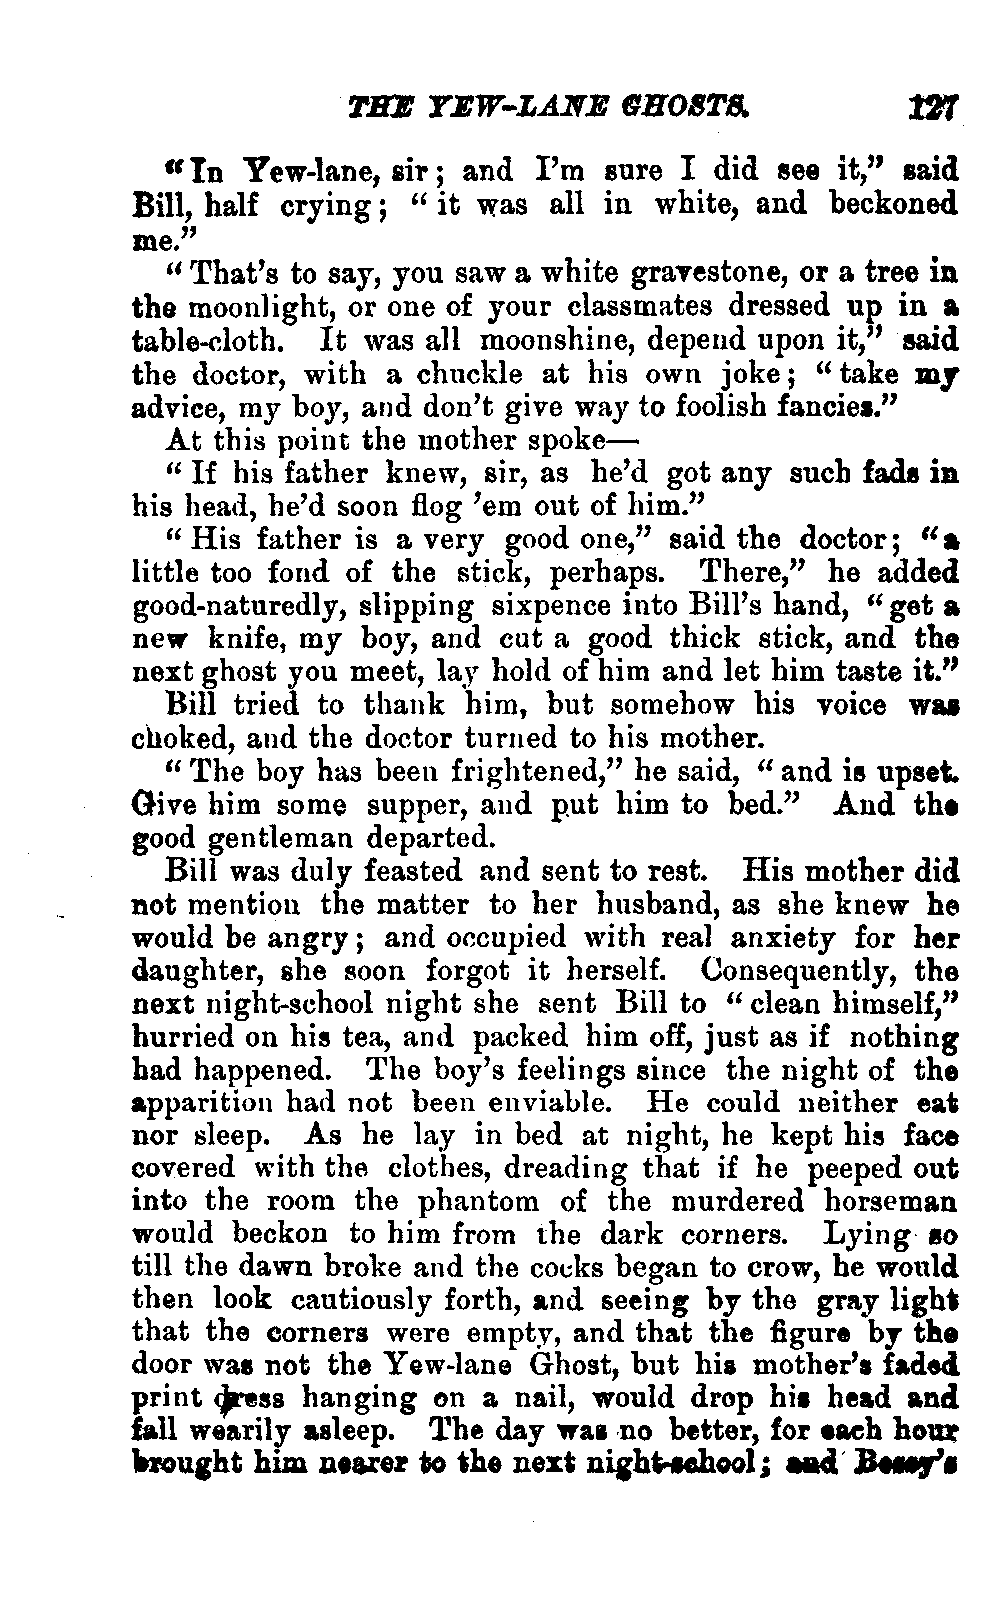 THE YEW-LANE GHOSTS. 127
"In Yew-lane, sir; and I'm sure I did see it," said
Bill, half crying; "it was all in white, and beckoned
me."
"That's to say, you saw a white gravestone, or a tree in
the moonlight, or one of your classmates dressed up in a
table-cloth. It was all moonshine, depend upon it," said
the doctor, with a chuckle at his own joke; "take my
advice, my boy, and don't give way to foolish fancies."
At this point the mother spoke—
"If his father knew, sir, as he'd got any such fads in
his head, he'd soon flog 'em out of him."
"His father is a very good one," said the doctor; "a
little too fond of the stick, perhaps. There," he added
good-naturedly, slipping sixpence into Bill's hand, "get a
new knife, my boy, and cut a good thick stick, and the
next ghost you meet, lay hold of him and let him taste it."
Bill tried to thank him, but somehow his voice was
choked, and the doctor turned to his mother.
"The boy has been frightened," he said, "and is upset.
Give him some supper, and put him to bed." And the
good gentleman departed.
Bill was duly feasted and sent to rest. His mother did
not mention the matter to her husband, as she knew he
would be angry; and occupied with real anxiety for her
daughter, she soon forgot it herself. Consequently, the
next night-school night she sent Bill to "clean himself,"
hurried on his tea, and packed him off, just as if nothing
had happened. The boy's feelings since the night of the
apparition had not been enviable. He could neither eat
nor sleep. As he lay in bed at night, he kept his face
covered with the clothes, dreading that if he peeped out
into the room the phantom of the murdered horseman
would beckon to him from the dark corners. Lying so
till the dawn broke and the cocks began to crow, he would
then look cautiously forth, and seeing by the gray light
that the corners were empty, and that the figure by the
door was not the Yew-lane Ghost, but his mother's faded
print dress hanging on a nail, would drop his head and
fall wearily asleep. The day was no better, for each hour
brought him nearer to the next night-school; and Bessy's